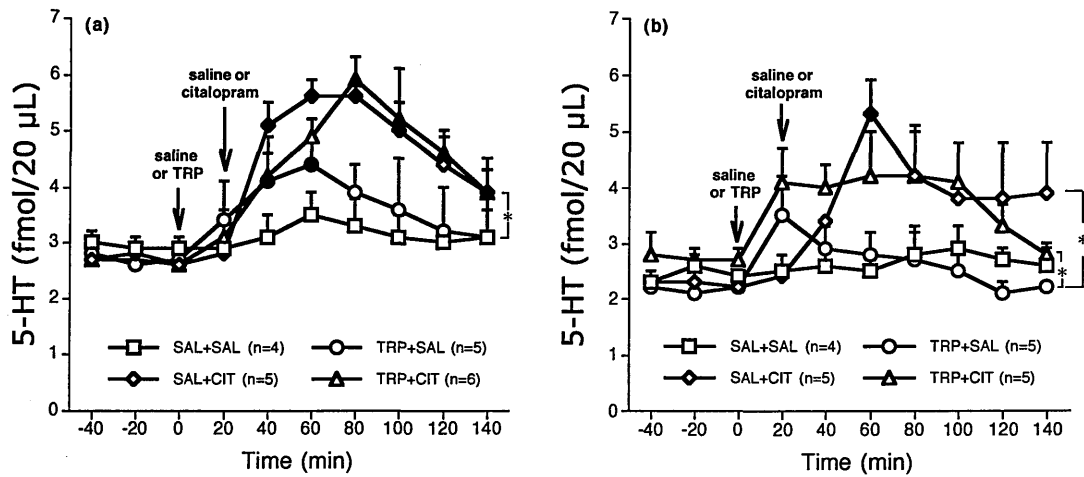 (a)
5-HT (fmol/20 µL)
7
6
5
4
3
2
1
0
saline or
citalopram
saline
or TRP
*
SAL+SAL (n=4)
TRP+SAL (n=5)
SAL+CIT (n=5)
TRP+CIT (n=6)
-40 -20 0 20 40 60 80 100 120 140
Time (min)
(b)
5-HT (fmol/20 µL)
7
6
5
4
3
2
1
0
saline or
citalopram
saline
or TRP
*
*
SAL+SAL (n=4)
TRP+SAL (n=5)
SAL+CIT (n=5)
TRP+CIT (n=5)
-40 -20 0 20 40 60 80 100 120 140
Time (min)